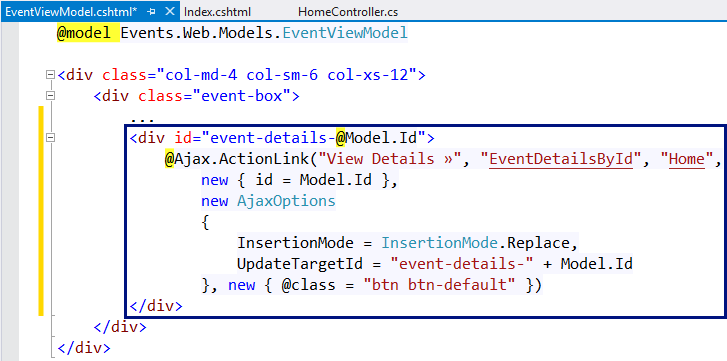 EventViewModel.cshtml* Index.cshtml HomeController.cs
@model Events.Web.Models.EventViewModel
<div class="col-md-4 col-sm-6 col-xs-12">
<div class="event-box">
...
<div id="event-details-@Model.Id">
@Ajax.ActionLink("View Details »", "EventDetailsById", "Home",
new { id = Model.Id },
new AjaxOptions
{
InsertionMode = InsertionMode.Replace,
UpdateTargetId = "event-details-" + Model.Id
}, new { @class = "btn btn-default" })
</div>
</div>
</div>